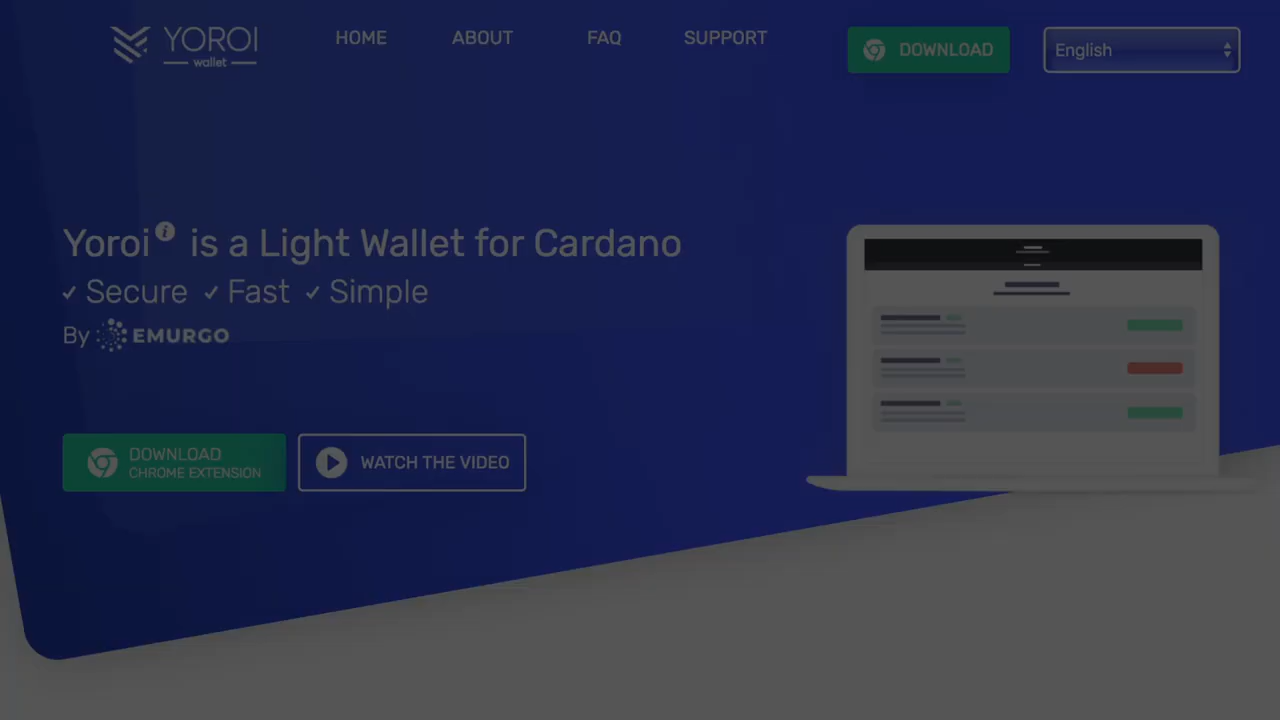 YOROI
wallet
HOME
ABOUT
FAQ
SUPPORT
DOWNLOAD
English
Yoroi i is a Light Wallet for Cardano
✓ Secure ✓ Fast ✓ Simple
By EMURGO
DOWNLOAD
CHROME EXTENSION
WATCH THE VIDEO